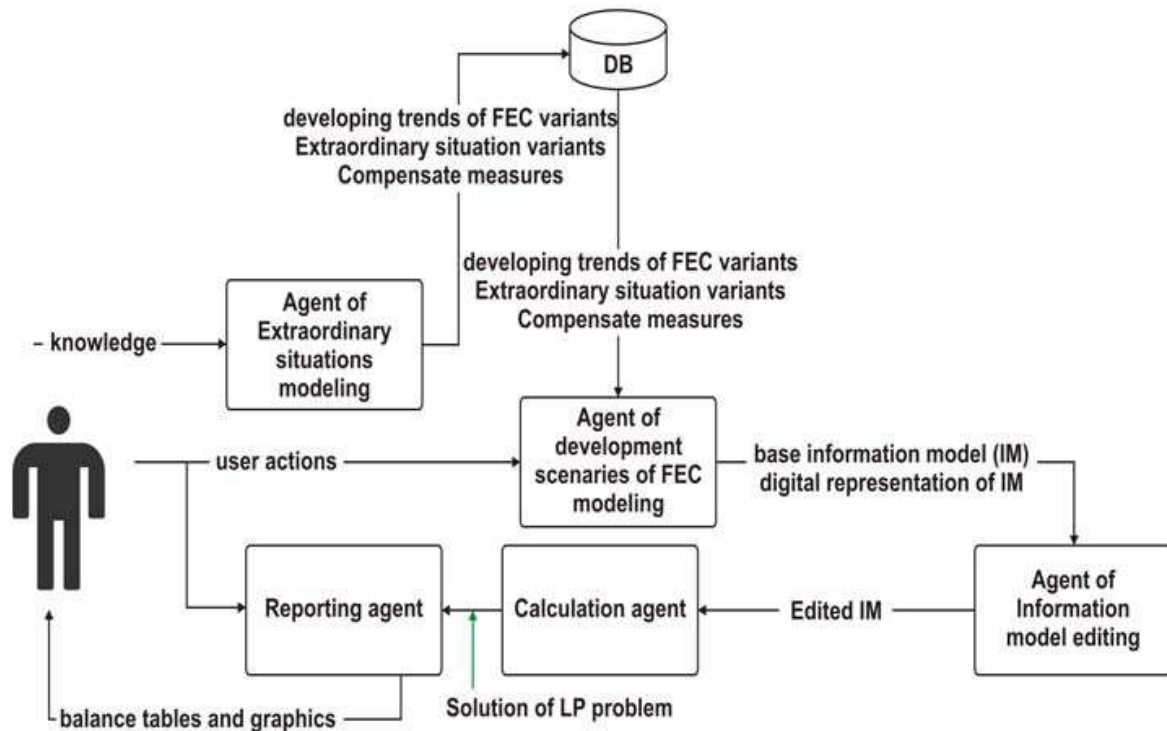 DB
developing trends of FEC variants
Extraordinary situation variants
Compensate measures
developing trends of FEC variants
Extraordinary situation variants
Compensate measures
Agent of
Extraordinary
situations
modeling
– knowledge
Agent of
development
scenaries of FEC
modeling
user actions
base information model (IM)
digital representation of IM
Reporting agent
Calculation agent
Edited IM
Agent of
Information
model editing
Solution of LP problem
balance tables and graphics